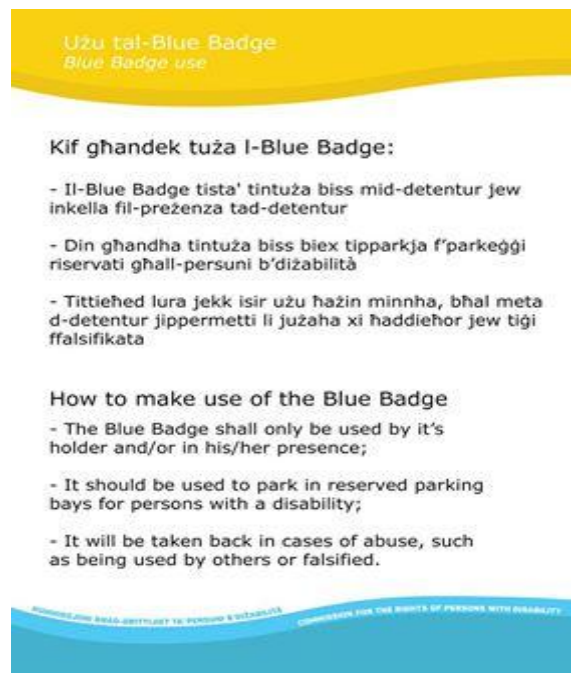 Użu tal-Blue Badge
Blue Badge use
Kif għandek tuża l-Blue Badge:
- Il-Blue Badge tista' tintuża biss mid-detentur jew
inkella fil-preżenza tad-detentur
- Din għandha tintuża biss biex tipparkja f'parkeġġi
riservati għall-persuni b'diżabilità
- Tittieħed lura jekk isir użu ħażin minnha, bħal meta
d-detentur jippermetti li jużaha xi ħaddieħor jew tiġi
ffalsifikata
How to make use of the Blue Badge
- The Blue Badge shall only be used by it's
holder and/or in his/her presence;
- It should be used to park in reserved parking
bays for persons with a disability;
- It will be taken back in cases of abuse, such
as being used by others or falsified.
KUMMISSJONI GĦAD-DRITTIJIET TA' PERSUNI B'DIŻABILITÀ
COMMISSION FOR THE RIGHTS OF PERSONS WITH DISABILITY